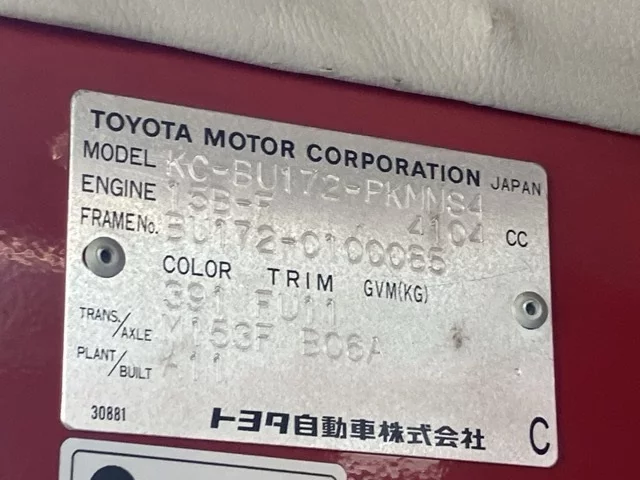 TOYOTA MOTOR CORPORATION JAPAN
MODEL KC-BU172-PKMNS4
ENGINE 15B-F 4104 CC
FRAME No. BU172-0100085
COLOR TRIM GVM(KG)
391 FU11
TRANS./AXLE M153F B06A
PLANT/BUILT A11
30881 トヨタ自動車株式会社 C